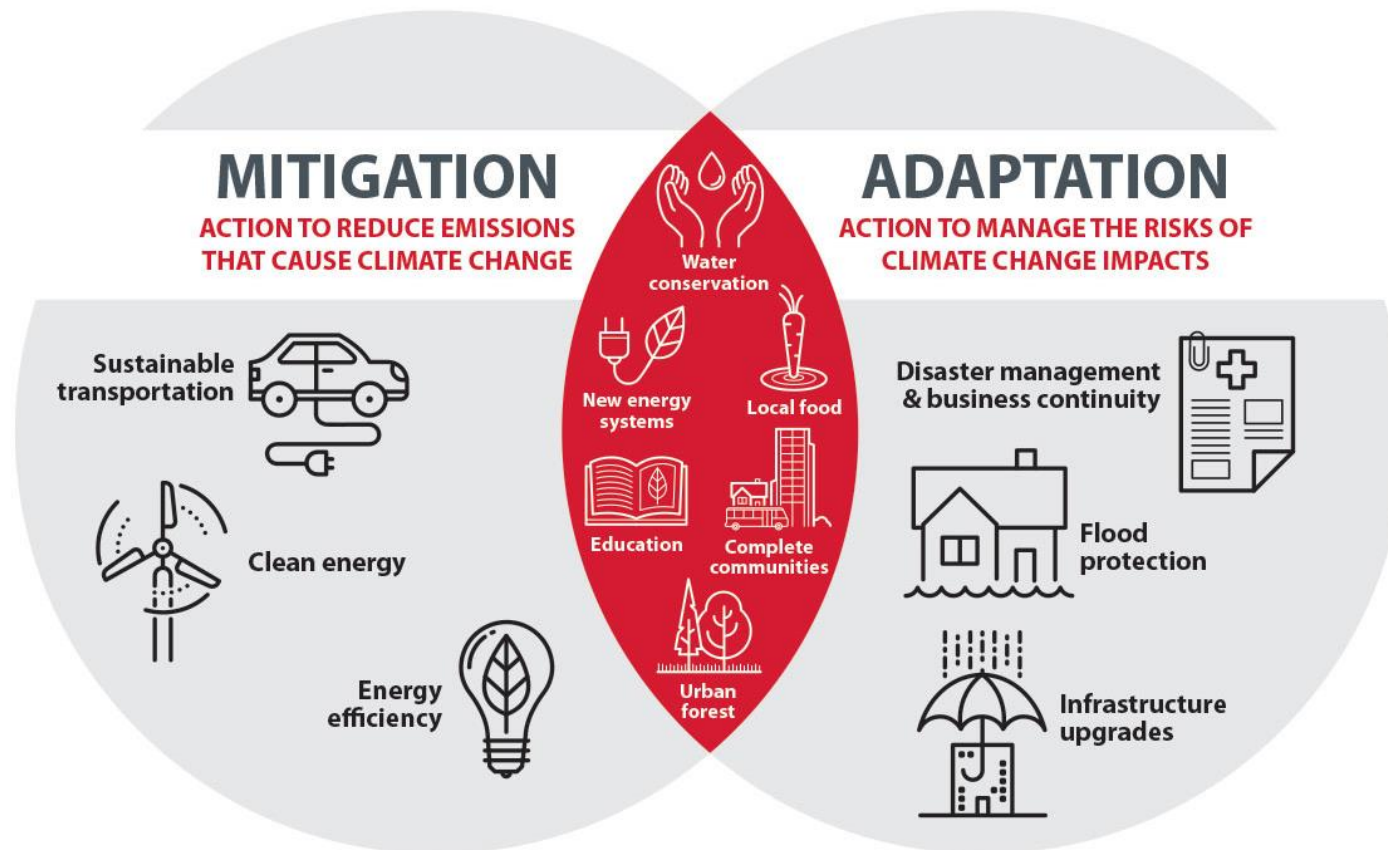 MITIGATION
ACTION TO REDUCE EMISSIONS
THAT CAUSE CLIMATE CHANGE
Sustainable
transportation
Clean energy
Energy
efficiency
Water
conservation
New energy
systems
Local food
Education
Complete
communities
Urban
forest
ADAPTATION
ACTION TO MANAGE THE RISKS OF
CLIMATE CHANGE IMPACTS
Disaster management
& business continuity
Flood
protection
Infrastructure
upgrades